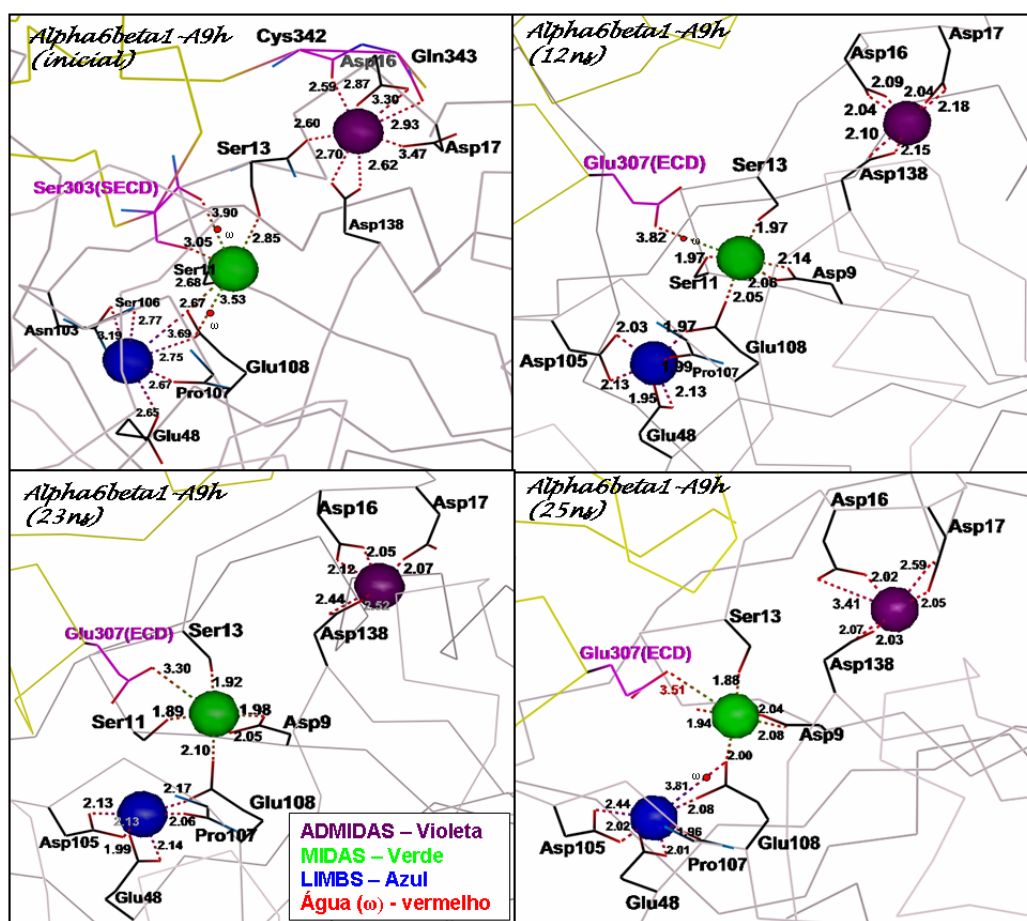 Alpha6beta1-A9h
(inicial)
Cys342
Asp16
Gln343
2.59
2.87
3.30
2.93
2.60
2.70
2.62
3.47
Asp17
Ser13
Asp138
Ser303(SECD)
3.90
ω
3.05
2.85
Ser11
2.68
3.53
ω
Ser106
2.67
2.77
Asn103
3.19
3.69
2.75
Glu108
2.67
Pro107
2.65
Glu48
Alpha6beta1-A9h
(12ns)
Asp17
Asp16
2.09
2.04
2.04
2.18
2.10
2.15
Glu307(ECD)
Ser13
Asp138
1.97
3.82
ω
1.97
2.14
Ser11
2.06
Asp9
2.05
2.03
1.97
Glu108
Asp105
1.99
Pro107
2.13
1.95
2.13
Glu48
Alpha6beta1-A9h
(23ns)
Asp17
Asp16
2.05
2.12
2.07
2.44
2.52
Asp138
Ser13
Glu307(ECD)
3.30
1.92
1.89
1.98
Ser11
2.05
Asp9
2.10
2.17
2.13
Glu108
2.13
2.06
Pro107
Asp105
1.99
2.14
Glu48
ADMIDAS – Violeta
MIDAS – Verde
LIMBS – Azul
Água (ω) - vermelho
Alpha6beta1-A9h
(25ns)
Asp16
Asp17
2.59
2.02
3.41
2.05
2.07
2.03
Asp138
Ser13
Glu307(ECD)
1.88
3.51
2.04
1.94
2.08
Asp9
2.00
ω
3.81
2.44
2.08
Glu108
Asp105
2.02
1.96
Pro107
2.01
Glu48